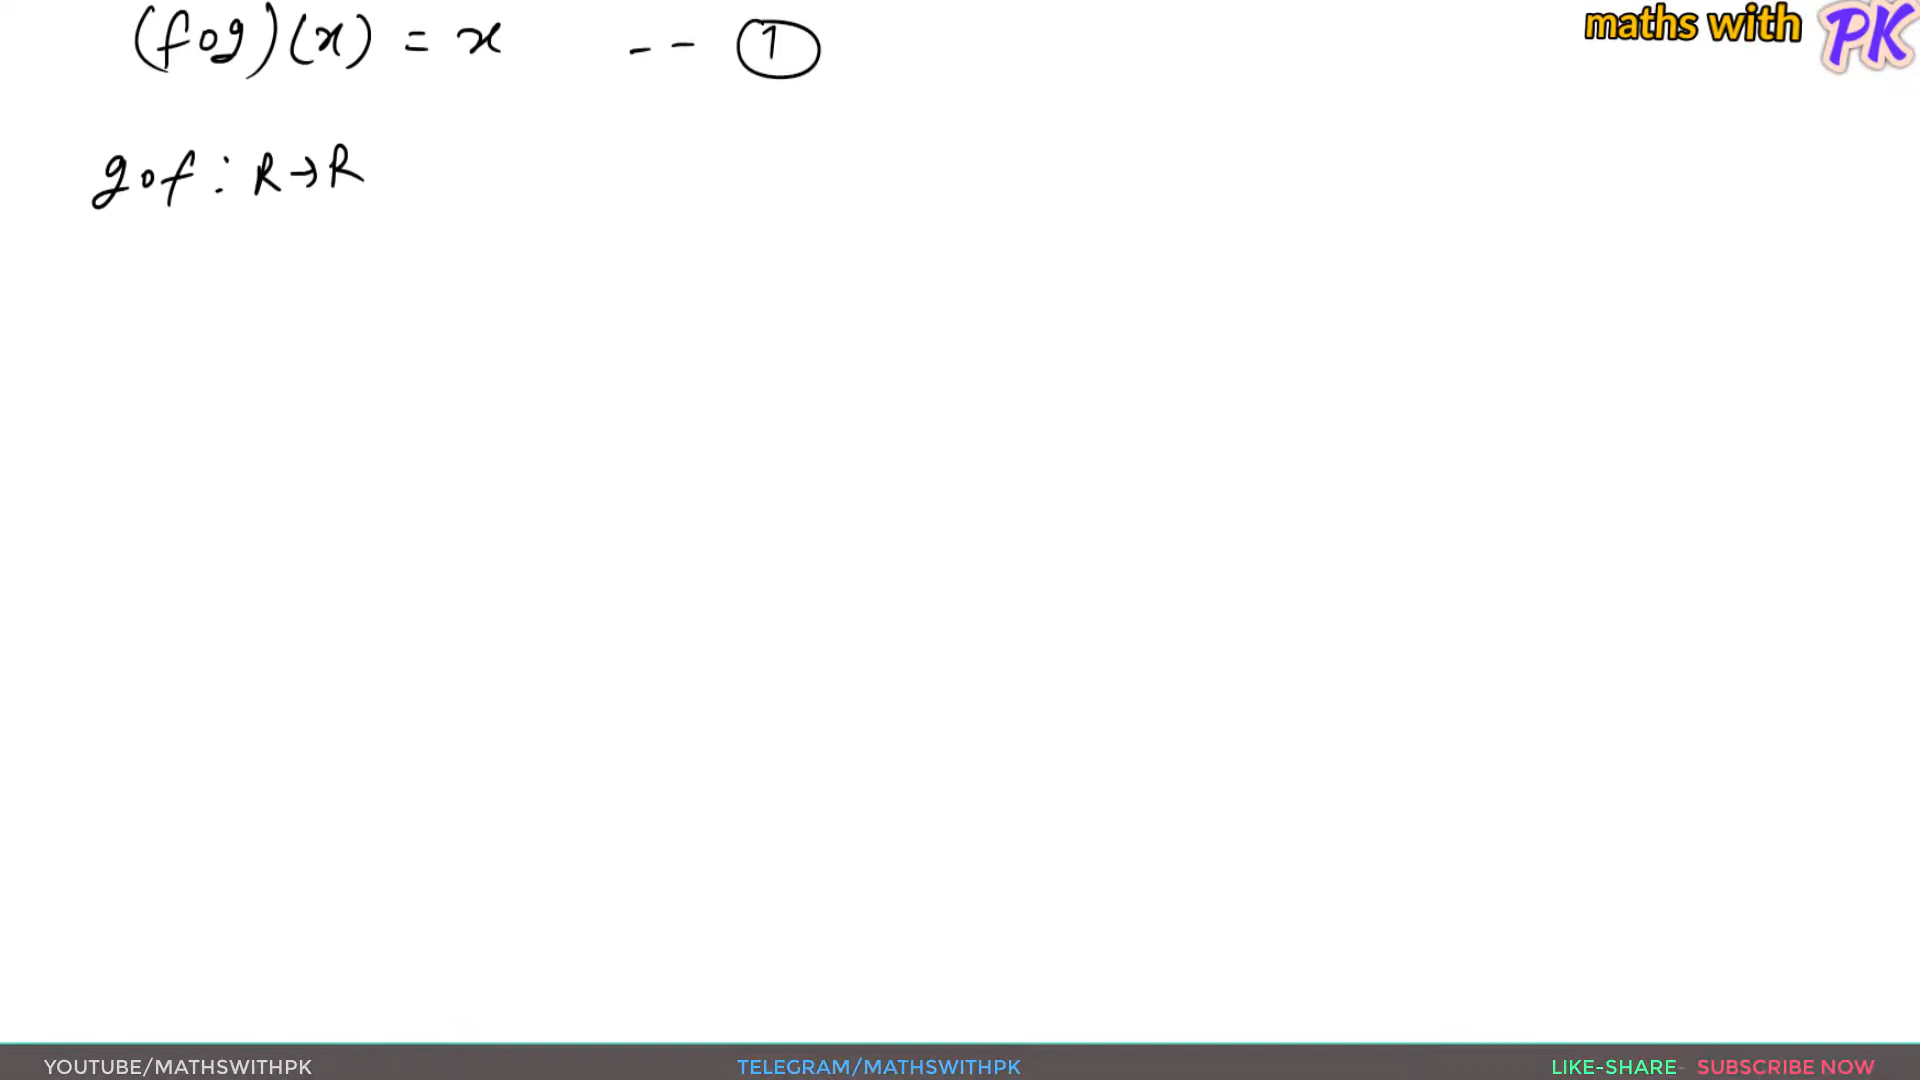 (fog)(x) = x -- 1
maths with PK
gof : R→R
YOUTUBE/MATHSWITHPK
TELEGRAM/MATHSWITHPK
LIKE-SHARE- SUBSCRIBE NOW